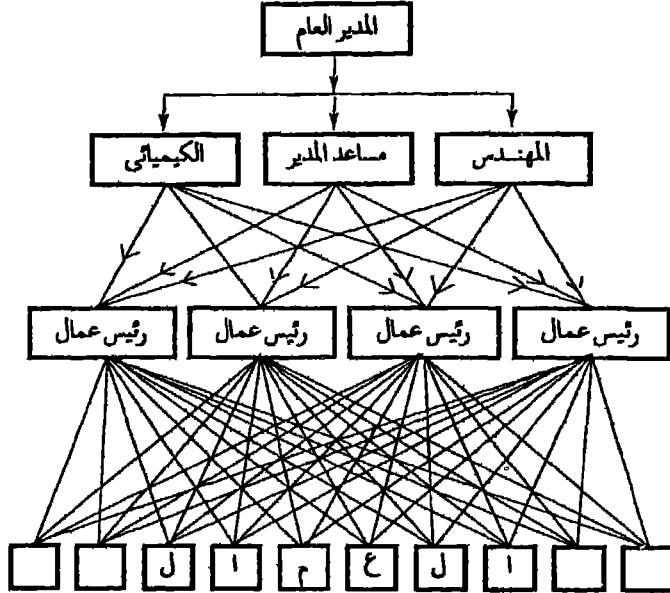 المدير العام
المهندس مساعد المدير الكيميائي
رئيس عمال رئيس عمال رئيس عمال رئيس عمال
ا ل ع م ا ل